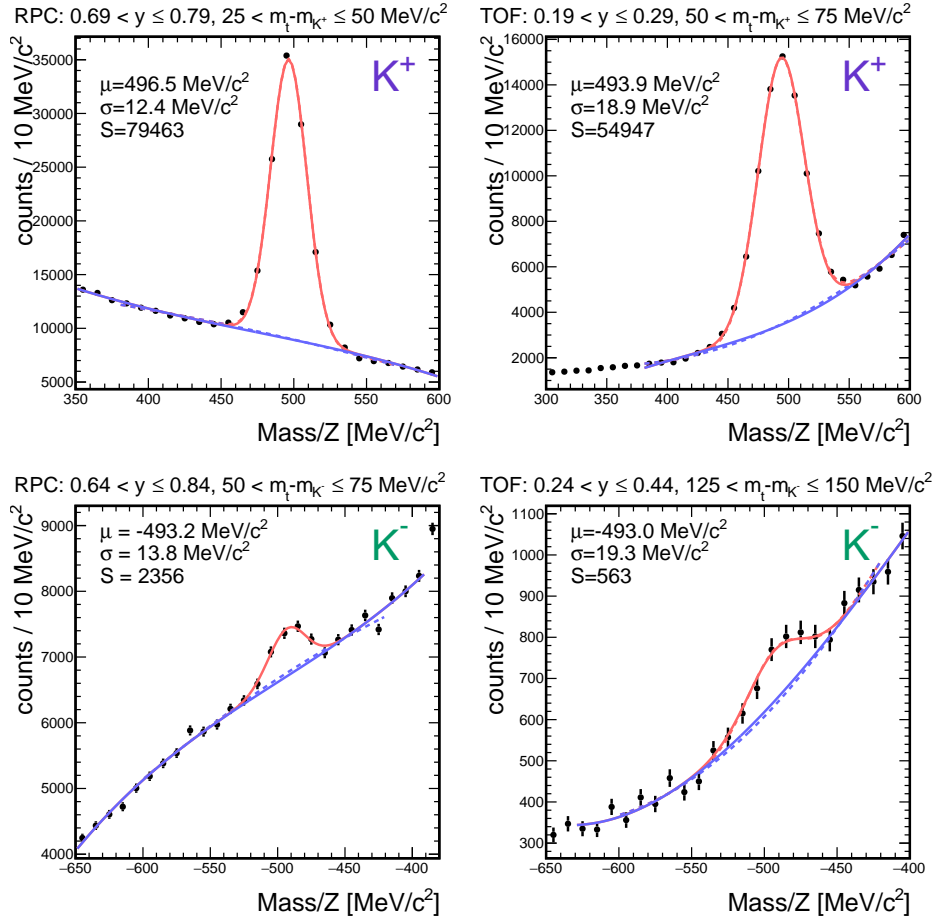 RPC: 0.69 < y ≤ 0.79, 25 < m_t-m_K⁺ ≤ 50 MeV/c²
counts / 10 MeV/c²
35000
30000
25000
20000
15000
10000
5000
μ=496.5 MeV/c²
σ=12.4 MeV/c²
S=79463
K⁺
350 400 450 500 550 600
Mass/Z [MeV/c²]
TOF: 0.19 < y ≤ 0.29, 50 < m_t-m_K⁺ ≤ 75 MeV/c²
counts / 10 MeV/c²
16000
14000
12000
10000
8000
6000
4000
2000
μ=493.9 MeV/c²
σ=18.9 MeV/c²
S=54947
K⁺
300 350 400 450 500 550 600
Mass/Z [MeV/c²]
RPC: 0.64 < y ≤ 0.84, 50 < m_t-m_K⁻ ≤ 75 MeV/c²
counts / 10 MeV/c²
9000
8000
7000
6000
5000
4000
μ = -493.2 MeV/c²
σ = 13.8 MeV/c²
S = 2356
K⁻
−650 −600 −550 −500 −450 −400
Mass/Z [MeV/c²]
TOF: 0.24 < y ≤ 0.44, 125 < m_t-m_K⁻ ≤ 150 MeV/c²
counts / 10 MeV/c²
1100
1000
900
800
700
600
500
400
300
μ=-493.0 MeV/c²
σ=19.3 MeV/c²
S=563
K⁻
−650 −600 −550 −500 −450 −400
Mass/Z [MeV/c²]